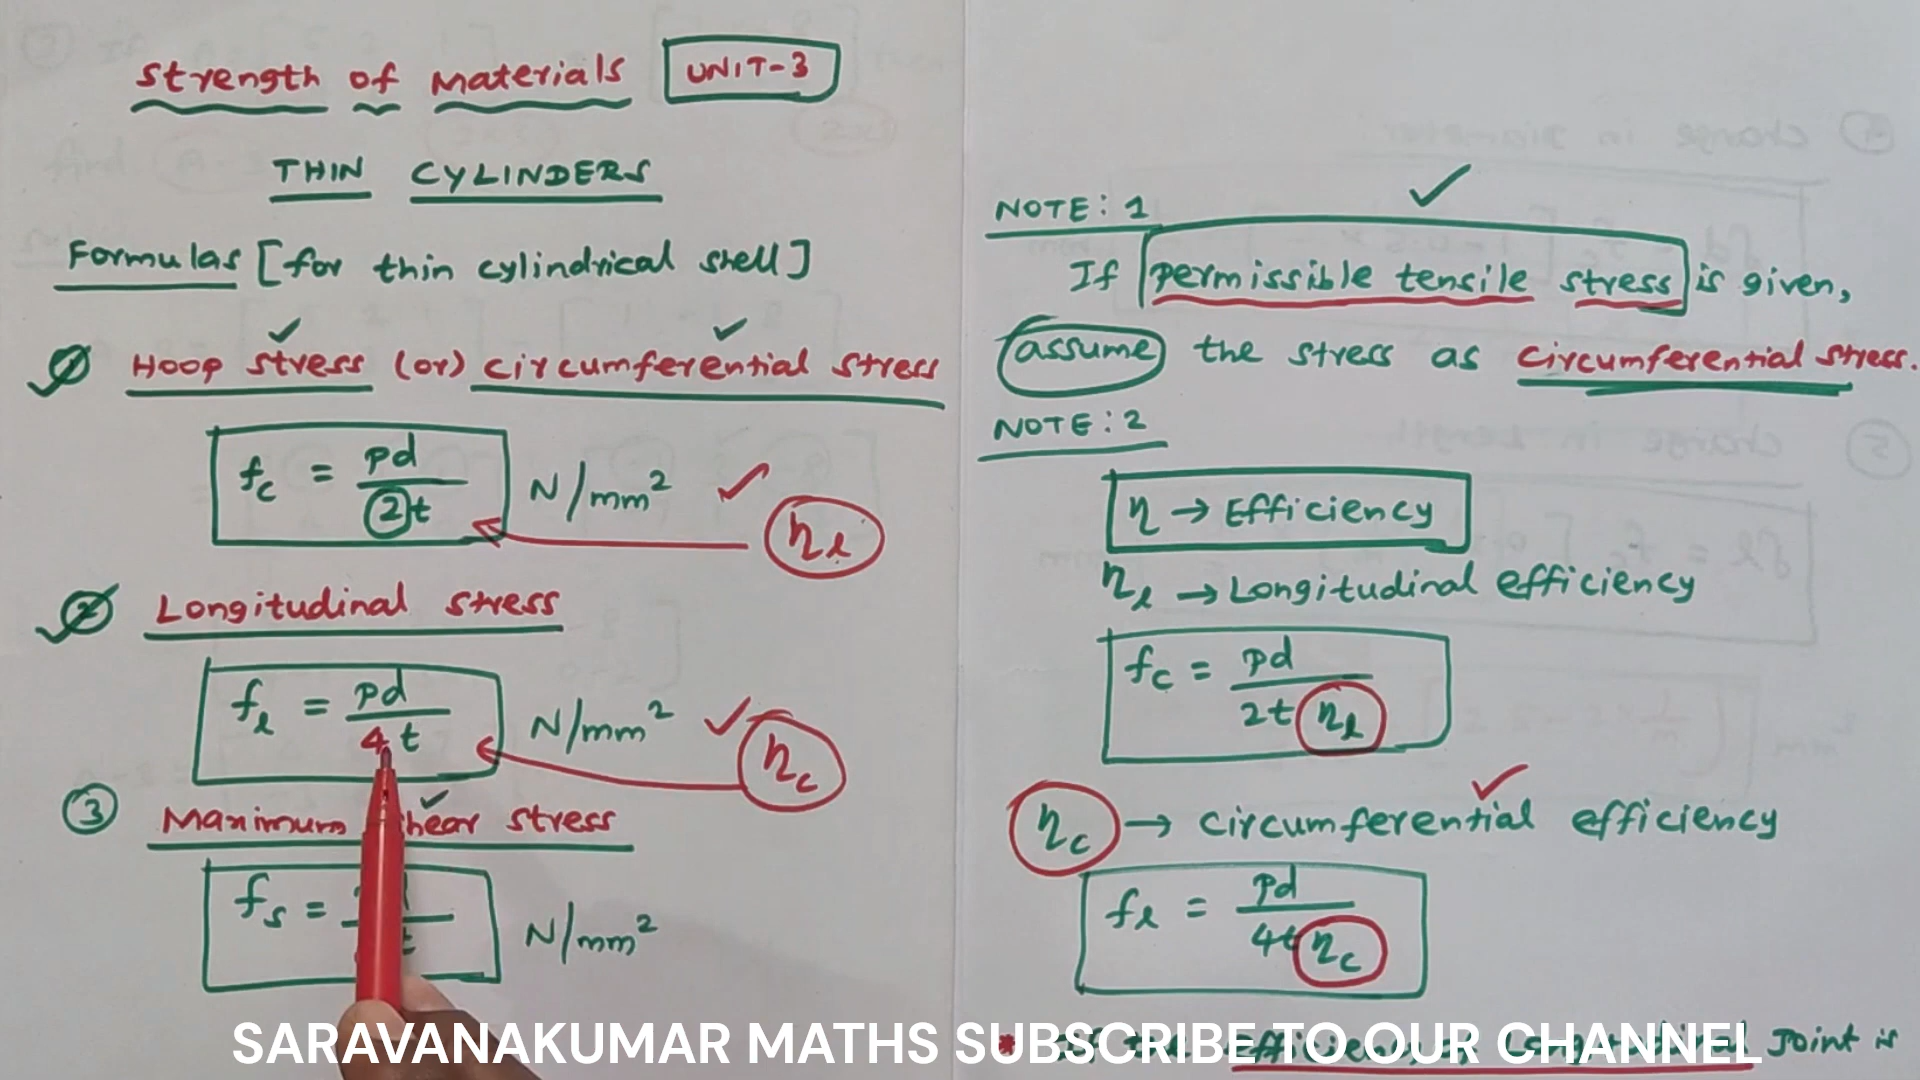 Strength of Materials UNIT-3
THIN CYLINDERS
Formulas [for thin cylindrical shell]
1 Hoop stress (or) circumferential stress
fc = pd/2t N/mm² ηl
2 Longitudinal stress
fl = pd/4t N/mm² ηc
3 Maximum shear stress
fs = t N/mm²
NOTE: 1
If permissible tensile stress is given,
assume the stress as circumferential stress.
NOTE: 2
η → Efficiency
ηl → Longitudinal efficiency
fc = pd/2t ηl
ηc → circumferential efficiency
fl = pd/4t ηc
* Joint is
SARAVANAKUMAR MATHS SUBSCRIBE TO OUR CHANNEL